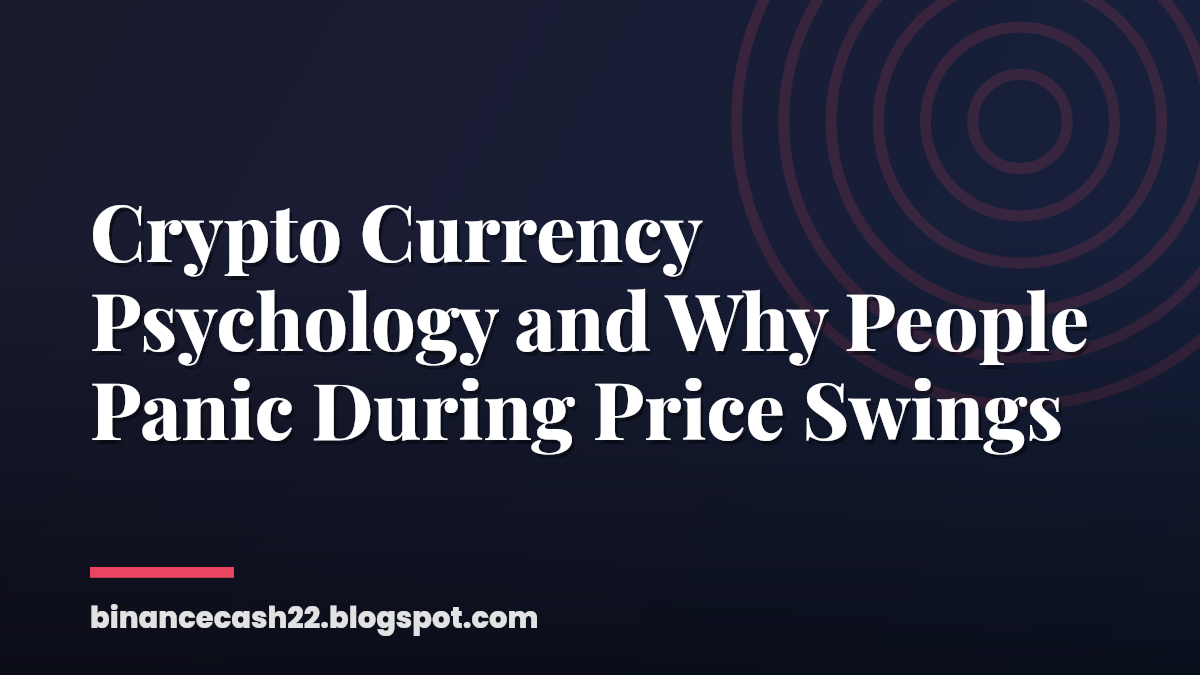 Crypto Currency
Psychology and Why People
Panic During Price Swings
binancecash22.blogspot.com